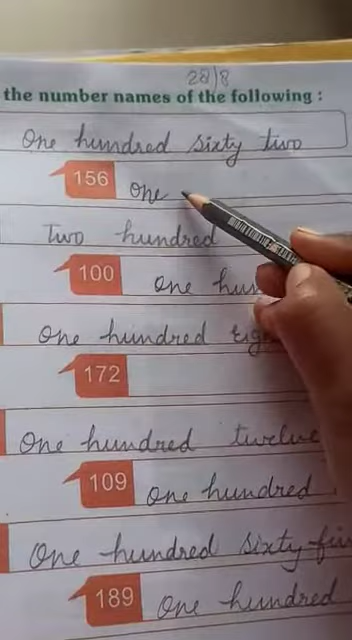 28/8
the number names of the following :
One hundred sixty two
156 one
two hundred
100 one hun
One hundred eig
172
One hundred twelve
109 one hundred
One hundred sixty-five
189 one hundred